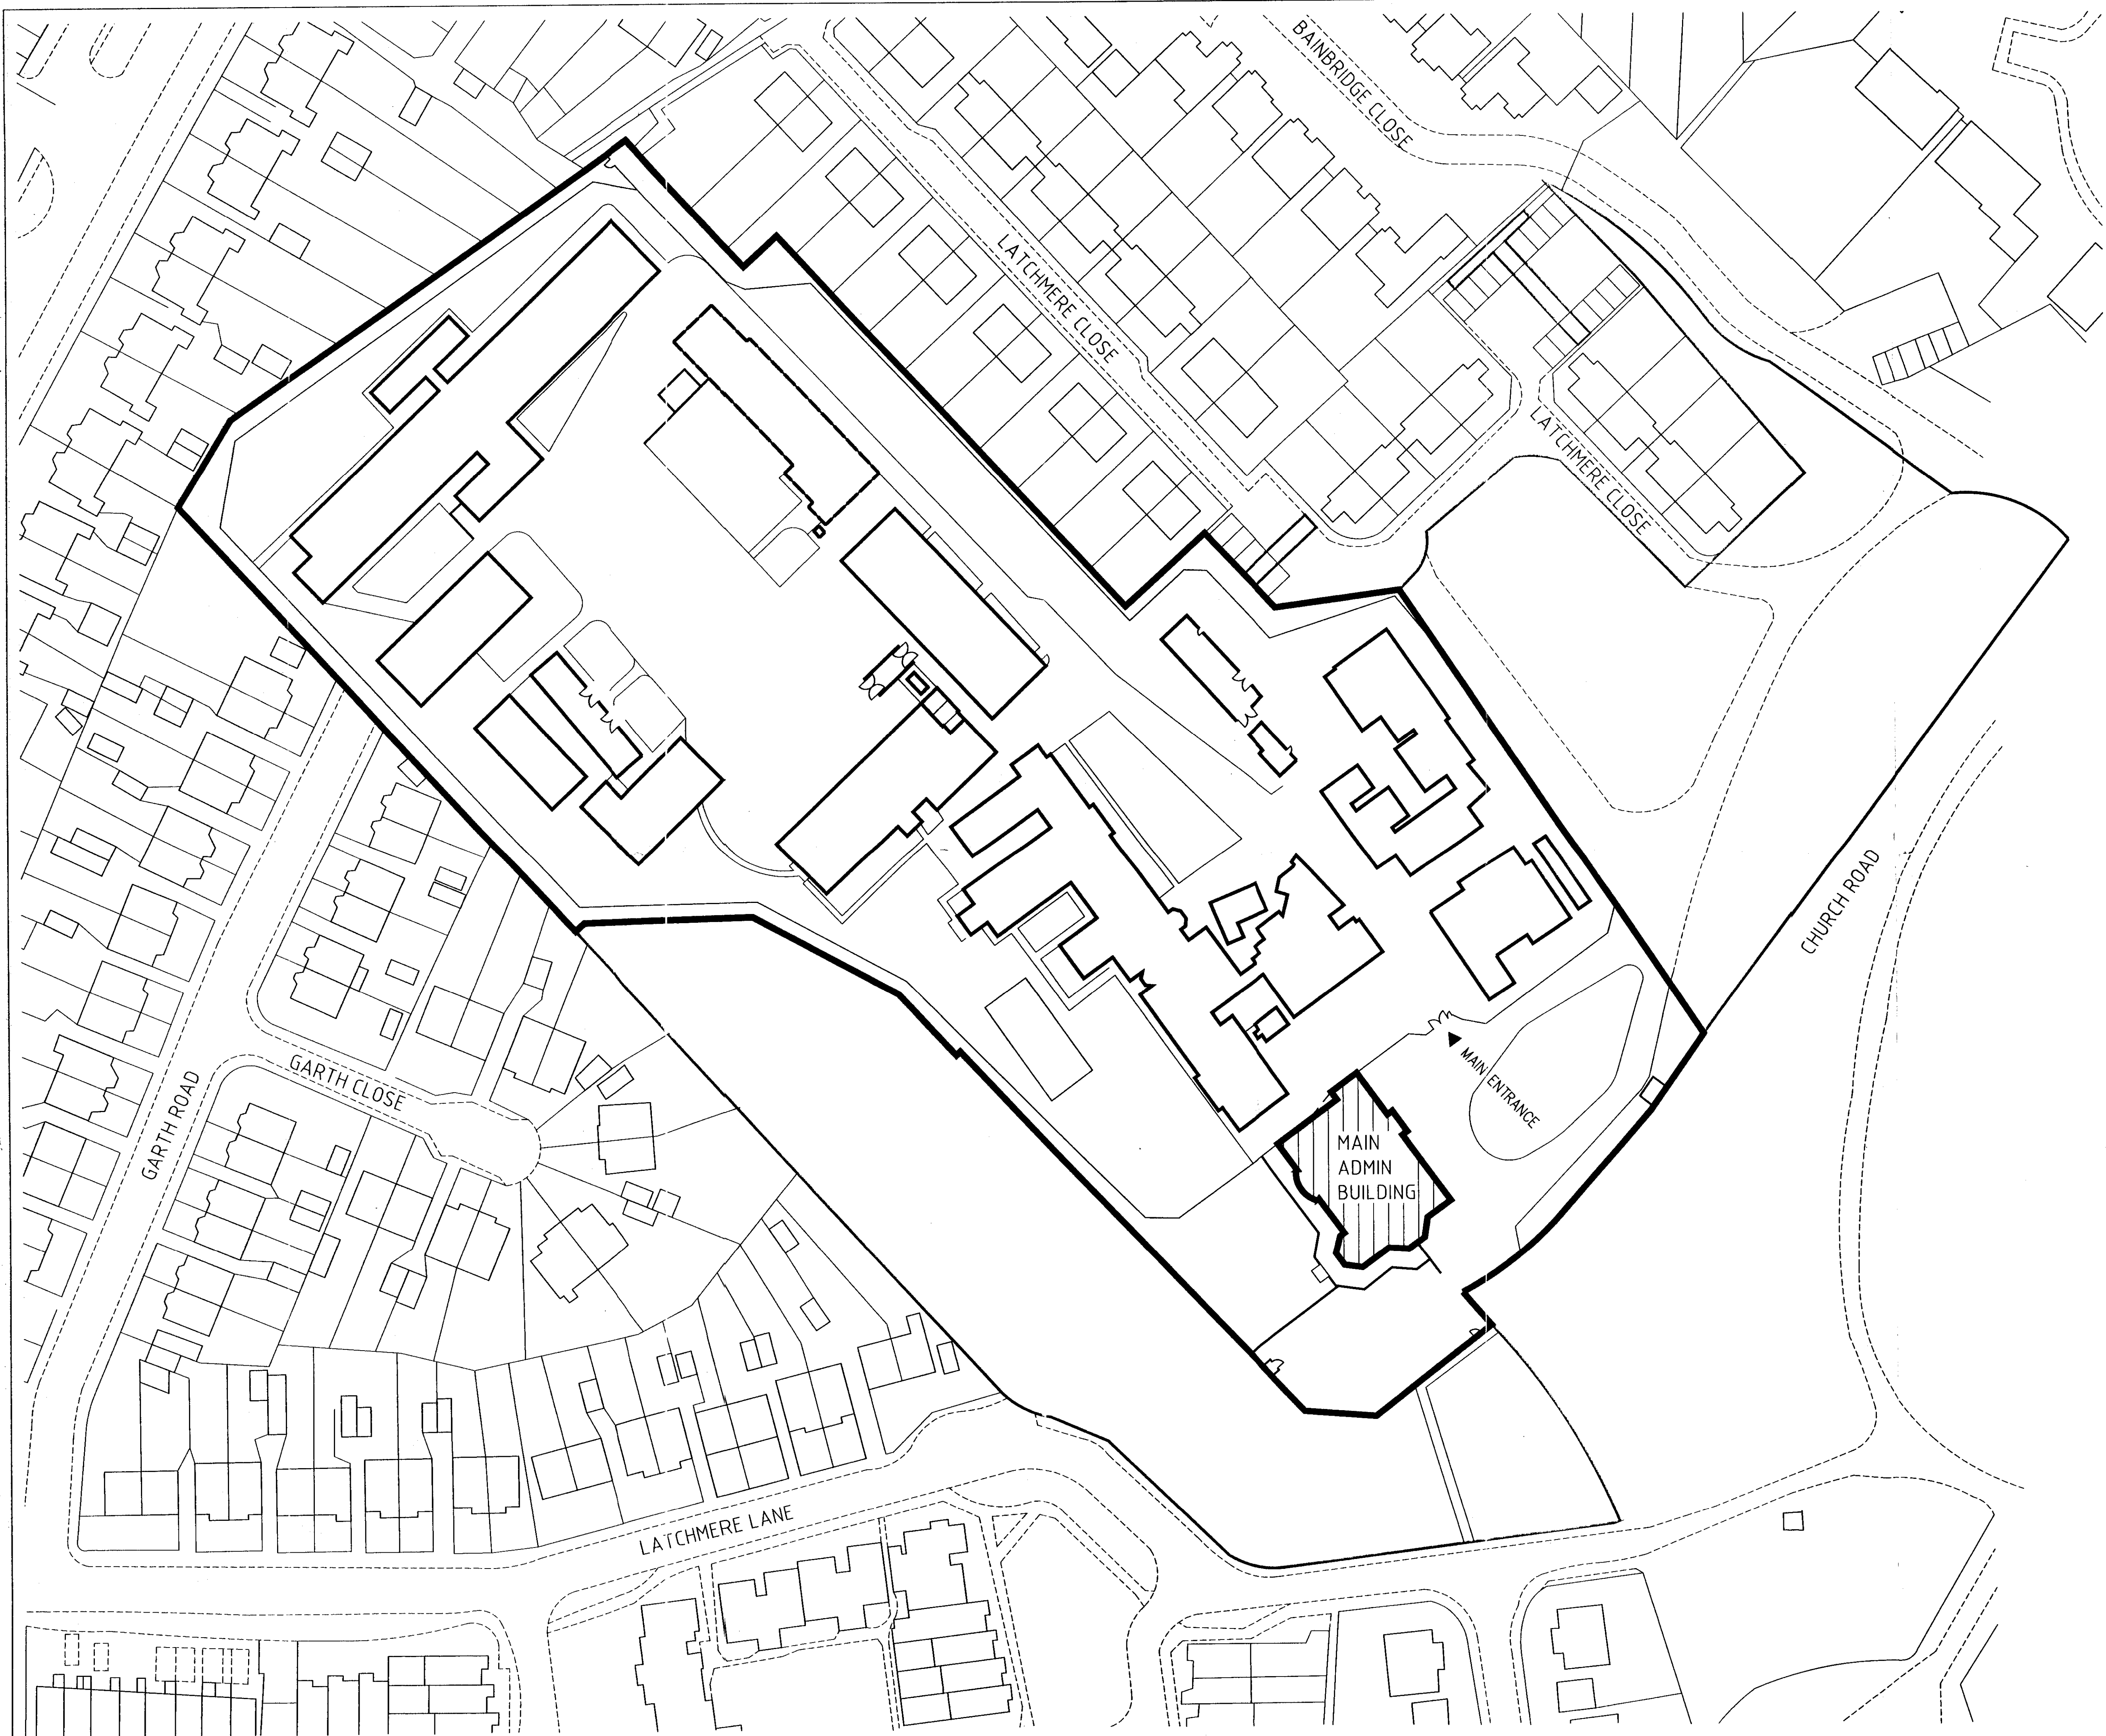 BAINBRIDGE CLOSE
LATCHMERE CLOSE
LATCHMERE CLOSE
CHURCH ROAD
MAIN ENTRANCE
GARTH CLOSE
GARTH ROAD
MAIN
ADMIN
BUILDING
LATCHMERE LANE